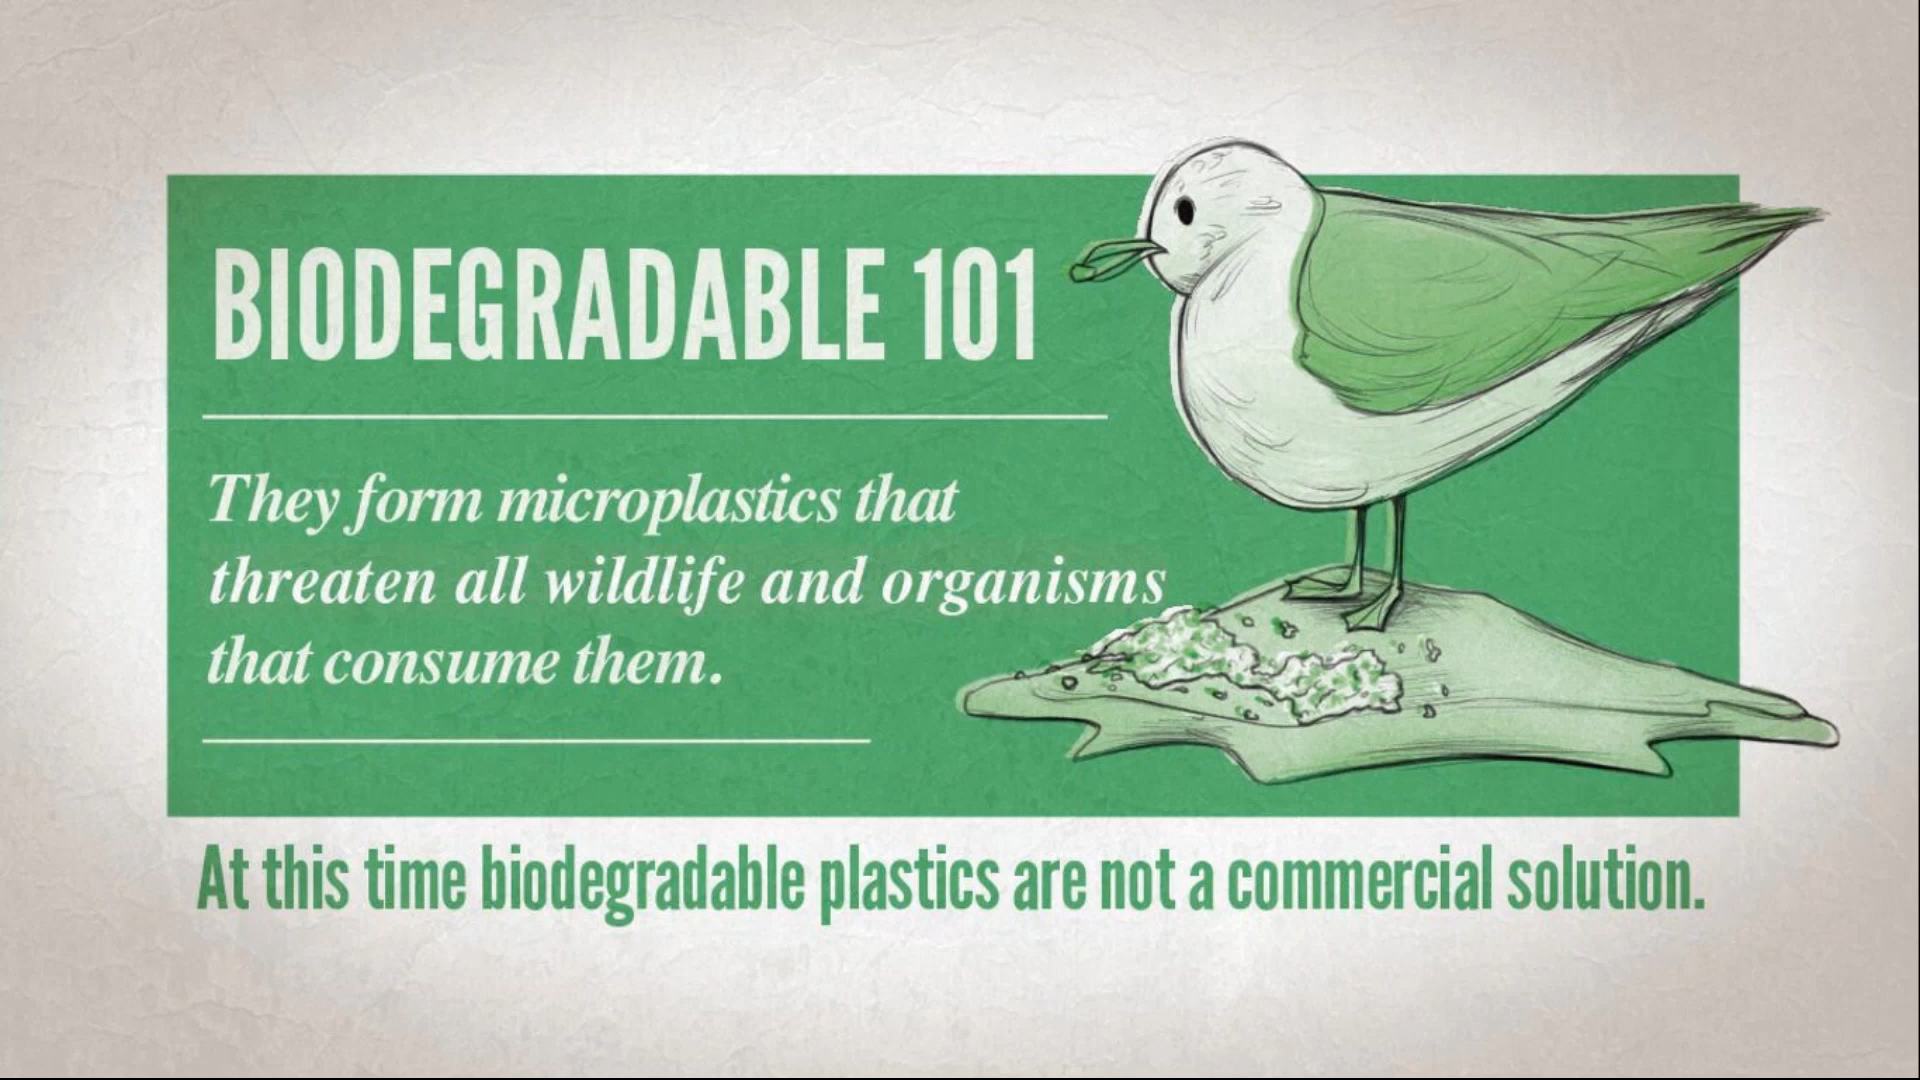 BIODEGRADABLE 101
They form microplastics that
threaten all wildlife and organisms
that consume them.
At this time biodegradable plastics are not a commercial solution.